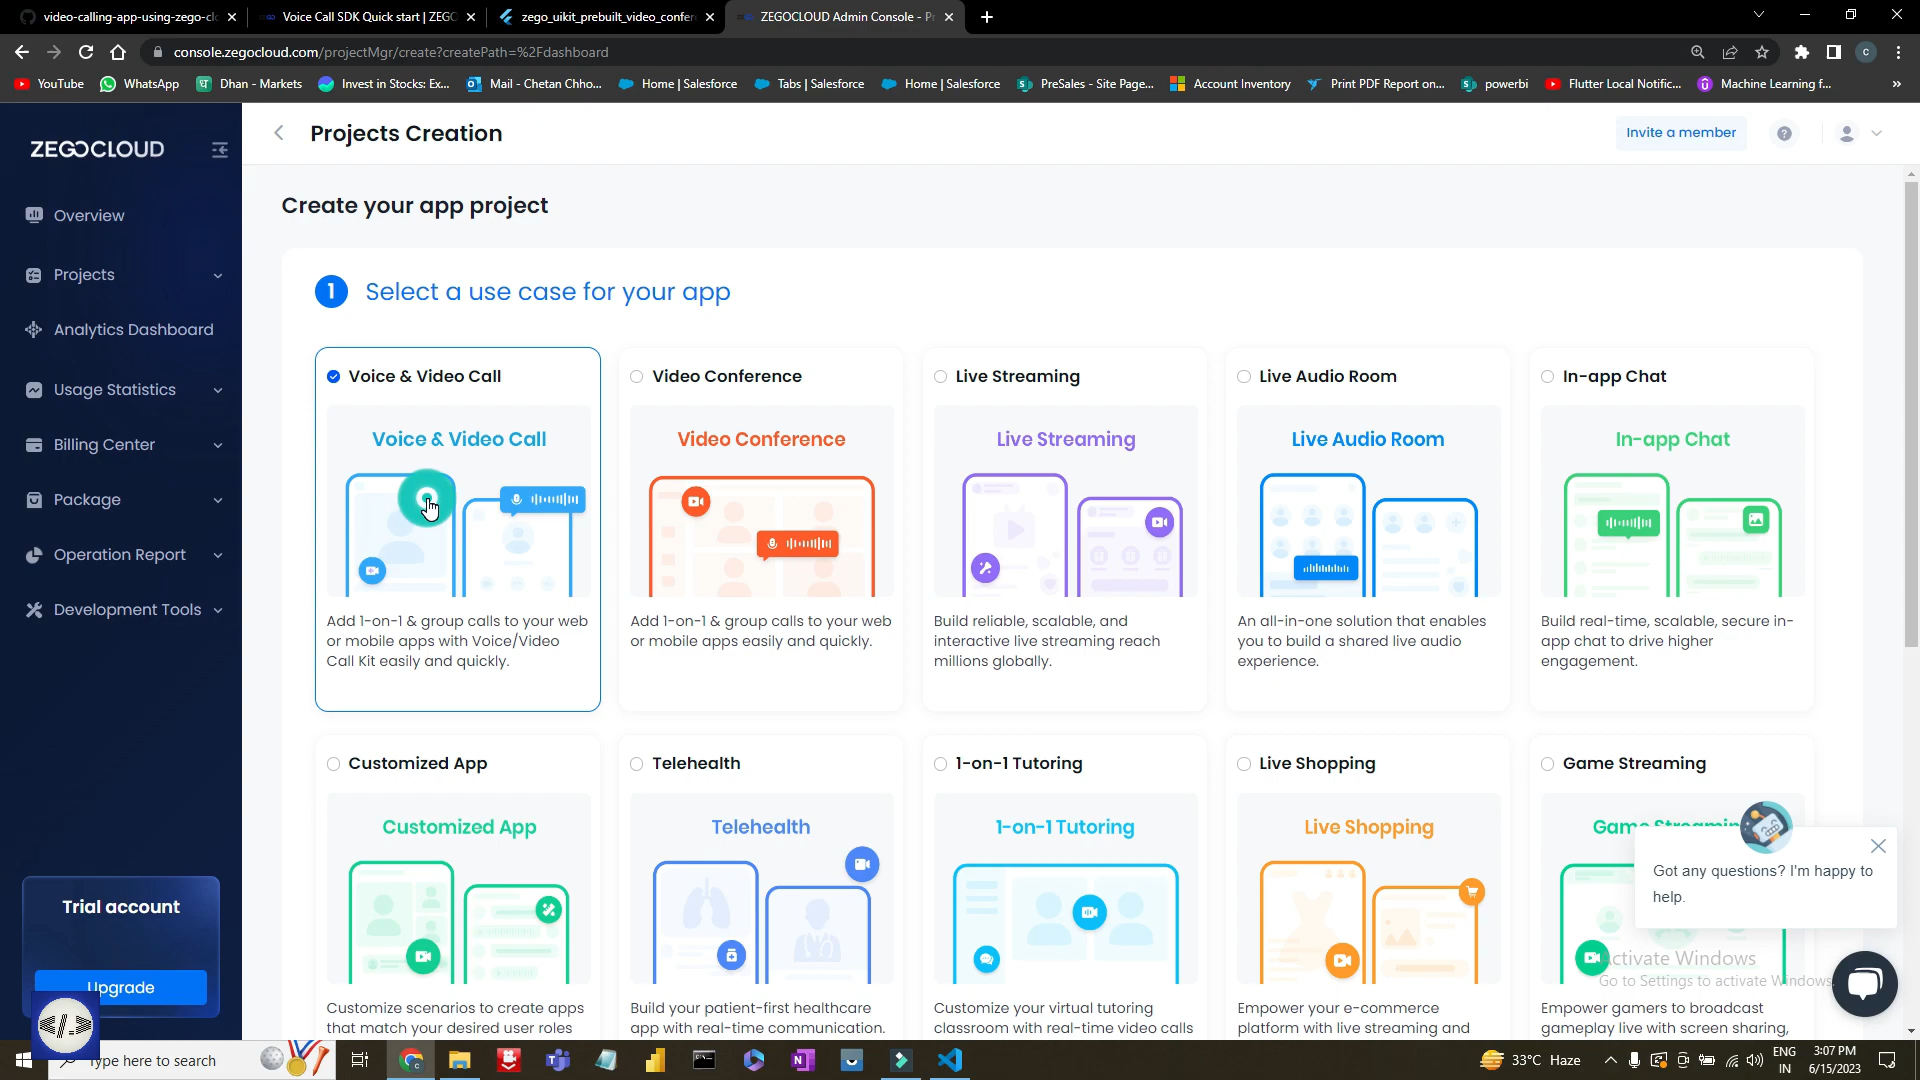 video-calling-app-using-zego-cl
Voice Call SDK Quick start | ZEGO
zego_uikit_prebuilt_video_confer
ZEGOCLOUD Admin Console - Pr
console.zegocloud.com/projectMgr/create?createPath=%2Fdashboard
C
YouTube
WhatsApp
Dhan - Markets
Invest in Stocks: Ex...
Mail - Chetan Chho...
Home | Salesforce
Tabs | Salesforce
Home | Salesforce
PreSales - Site Page...
Account Inventory
Print PDF Report on...
powerbi
Flutter Local Notific...
Machine Learning f...
ZEGOCLOUD
Projects Creation
Invite a member
Overview
Projects
Analytics Dashboard
Usage Statistics
Billing Center
Package
Operation Report
Development Tools
Trial account
Upgrade
Create your app project
1 Select a use case for your app
Voice & Video Call
Voice & Video Call
Add 1-on-1 & group calls to your web
or mobile apps with Voice/Video
Call Kit easily and quickly.
Video Conference
Video Conference
Add 1-on-1 & group calls to your web
or mobile apps easily and quickly.
Live Streaming
Live Streaming
Build reliable, scalable, and
interactive live streaming reach
millions globally.
Live Audio Room
Live Audio Room
An all-in-one solution that enables
you to build a shared live audio
experience.
In-app Chat
In-app Chat
Build real-time, scalable, secure in-
app chat to drive higher
engagement.
Customized App
Customized App
Customize scenarios to create apps
that match your desired user roles
Telehealth
Telehealth
Build your patient-first healthcare
app with real-time communication.
1-on-1 Tutoring
1-on-1 Tutoring
Customize your virtual tutoring
classroom with real-time video calls
Live Shopping
Live Shopping
Empower your e-commerce
platform with live streaming and
Game Streaming
Game Streaming
Empower gamers to broadcast
gameplay live with screen sharing,
Got any questions? I'm happy to
help.
Activate Windows
Go to Settings to activate Windows.
</>
Type here to search
33°C Haze
ENG
IN
3:07 PM
6/15/2023